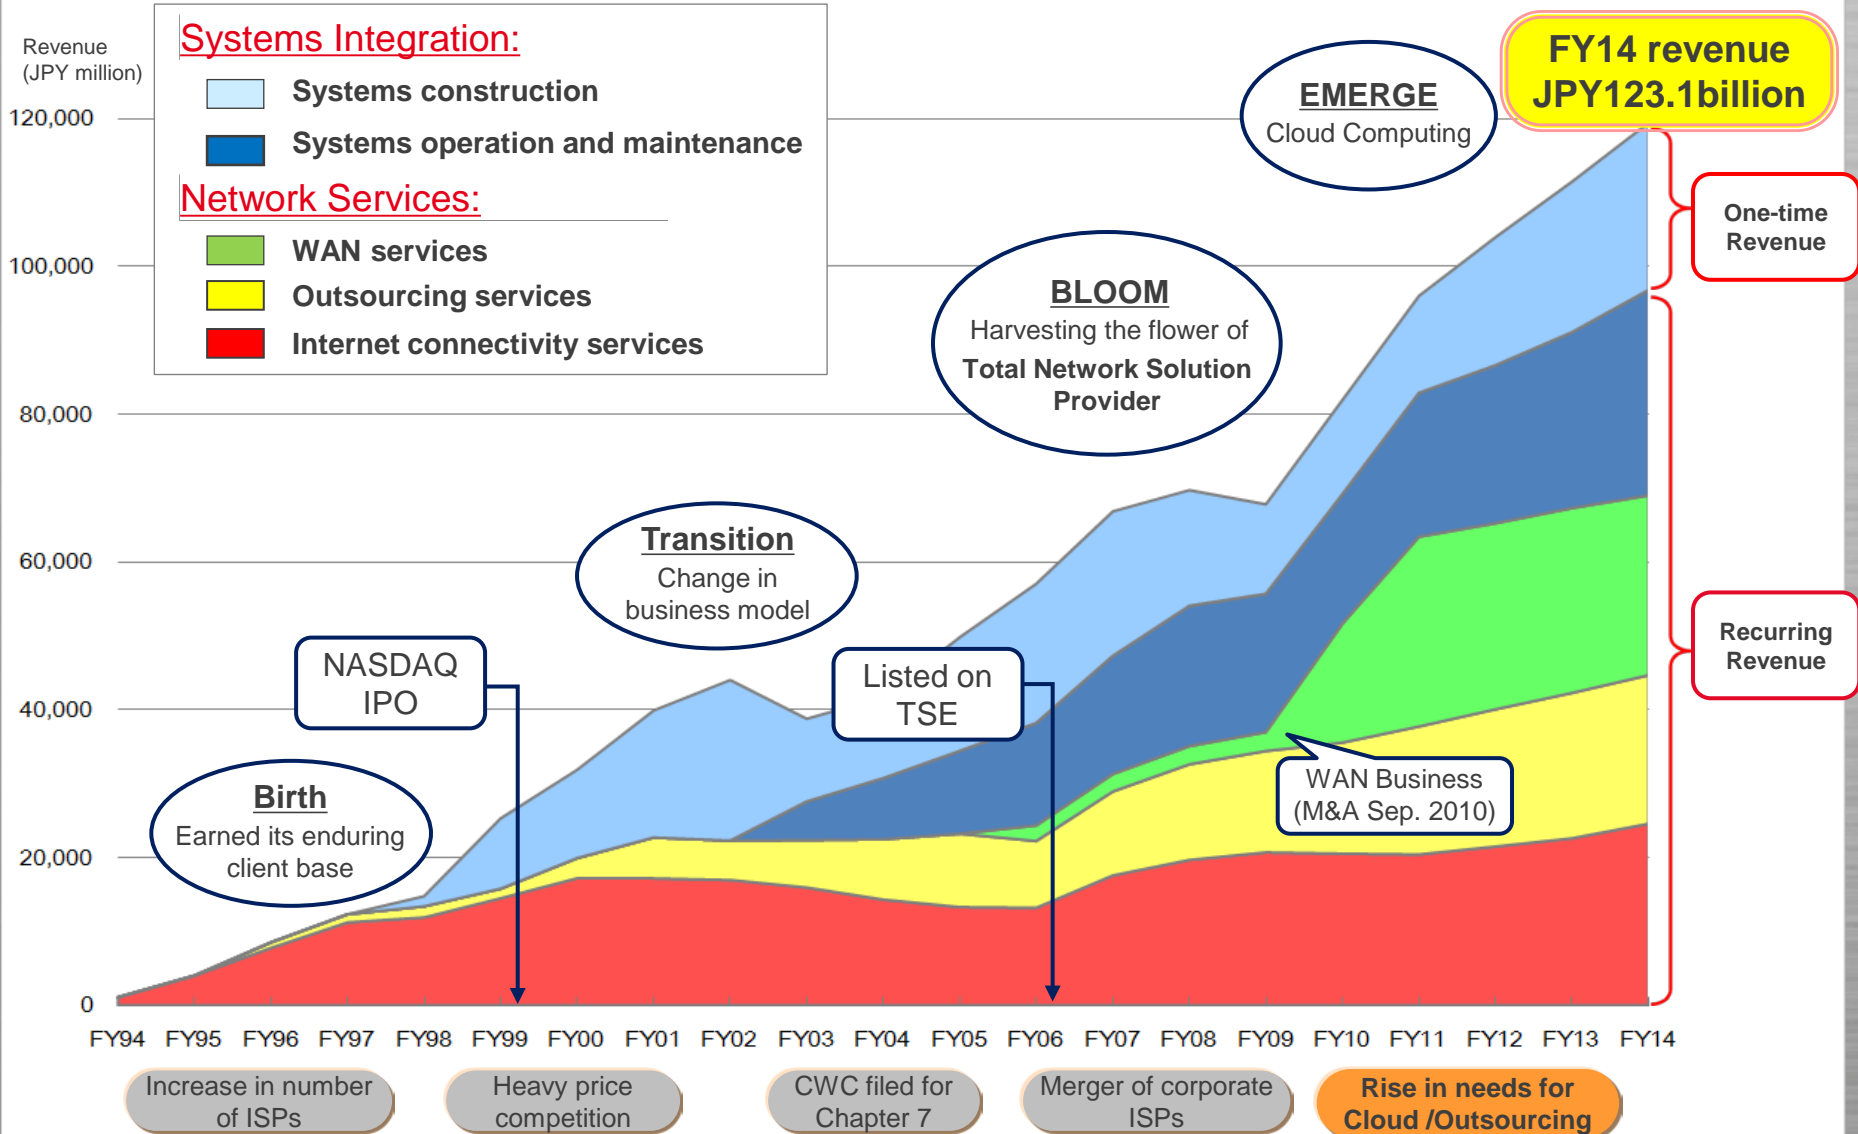 Revenue
(JPY million)
Systems Integration:
Systems construction
Systems operation and maintenance
Network Services:
WAN services
Outsourcing services
Internet connectivity services
EMERGE
Cloud Computing
FY14 revenue
JPY123.1billion
One-time
Revenue
BLOOM
Harvesting the flower of
Total Network Solution
Provider
Transition
Change in
business model
NASDAQ
IPO
Listed on
TSE
Recurring
Revenue
Birth
Earned its enduring
client base
WAN Business
(M&A Sep. 2010)
120,000
100,000
80,000
60,000
40,000
20,000
0
FY94 FY95 FY96 FY97 FY98 FY99 FY00 FY01 FY02 FY03 FY04 FY05 FY06 FY07 FY08 FY09 FY10 FY11 FY12 FY13 FY14
Increase in number
of ISPs
Heavy price
competition
CWC filed for
Chapter 7
Merger of corporate
ISPs
Rise in needs for
Cloud /Outsourcing